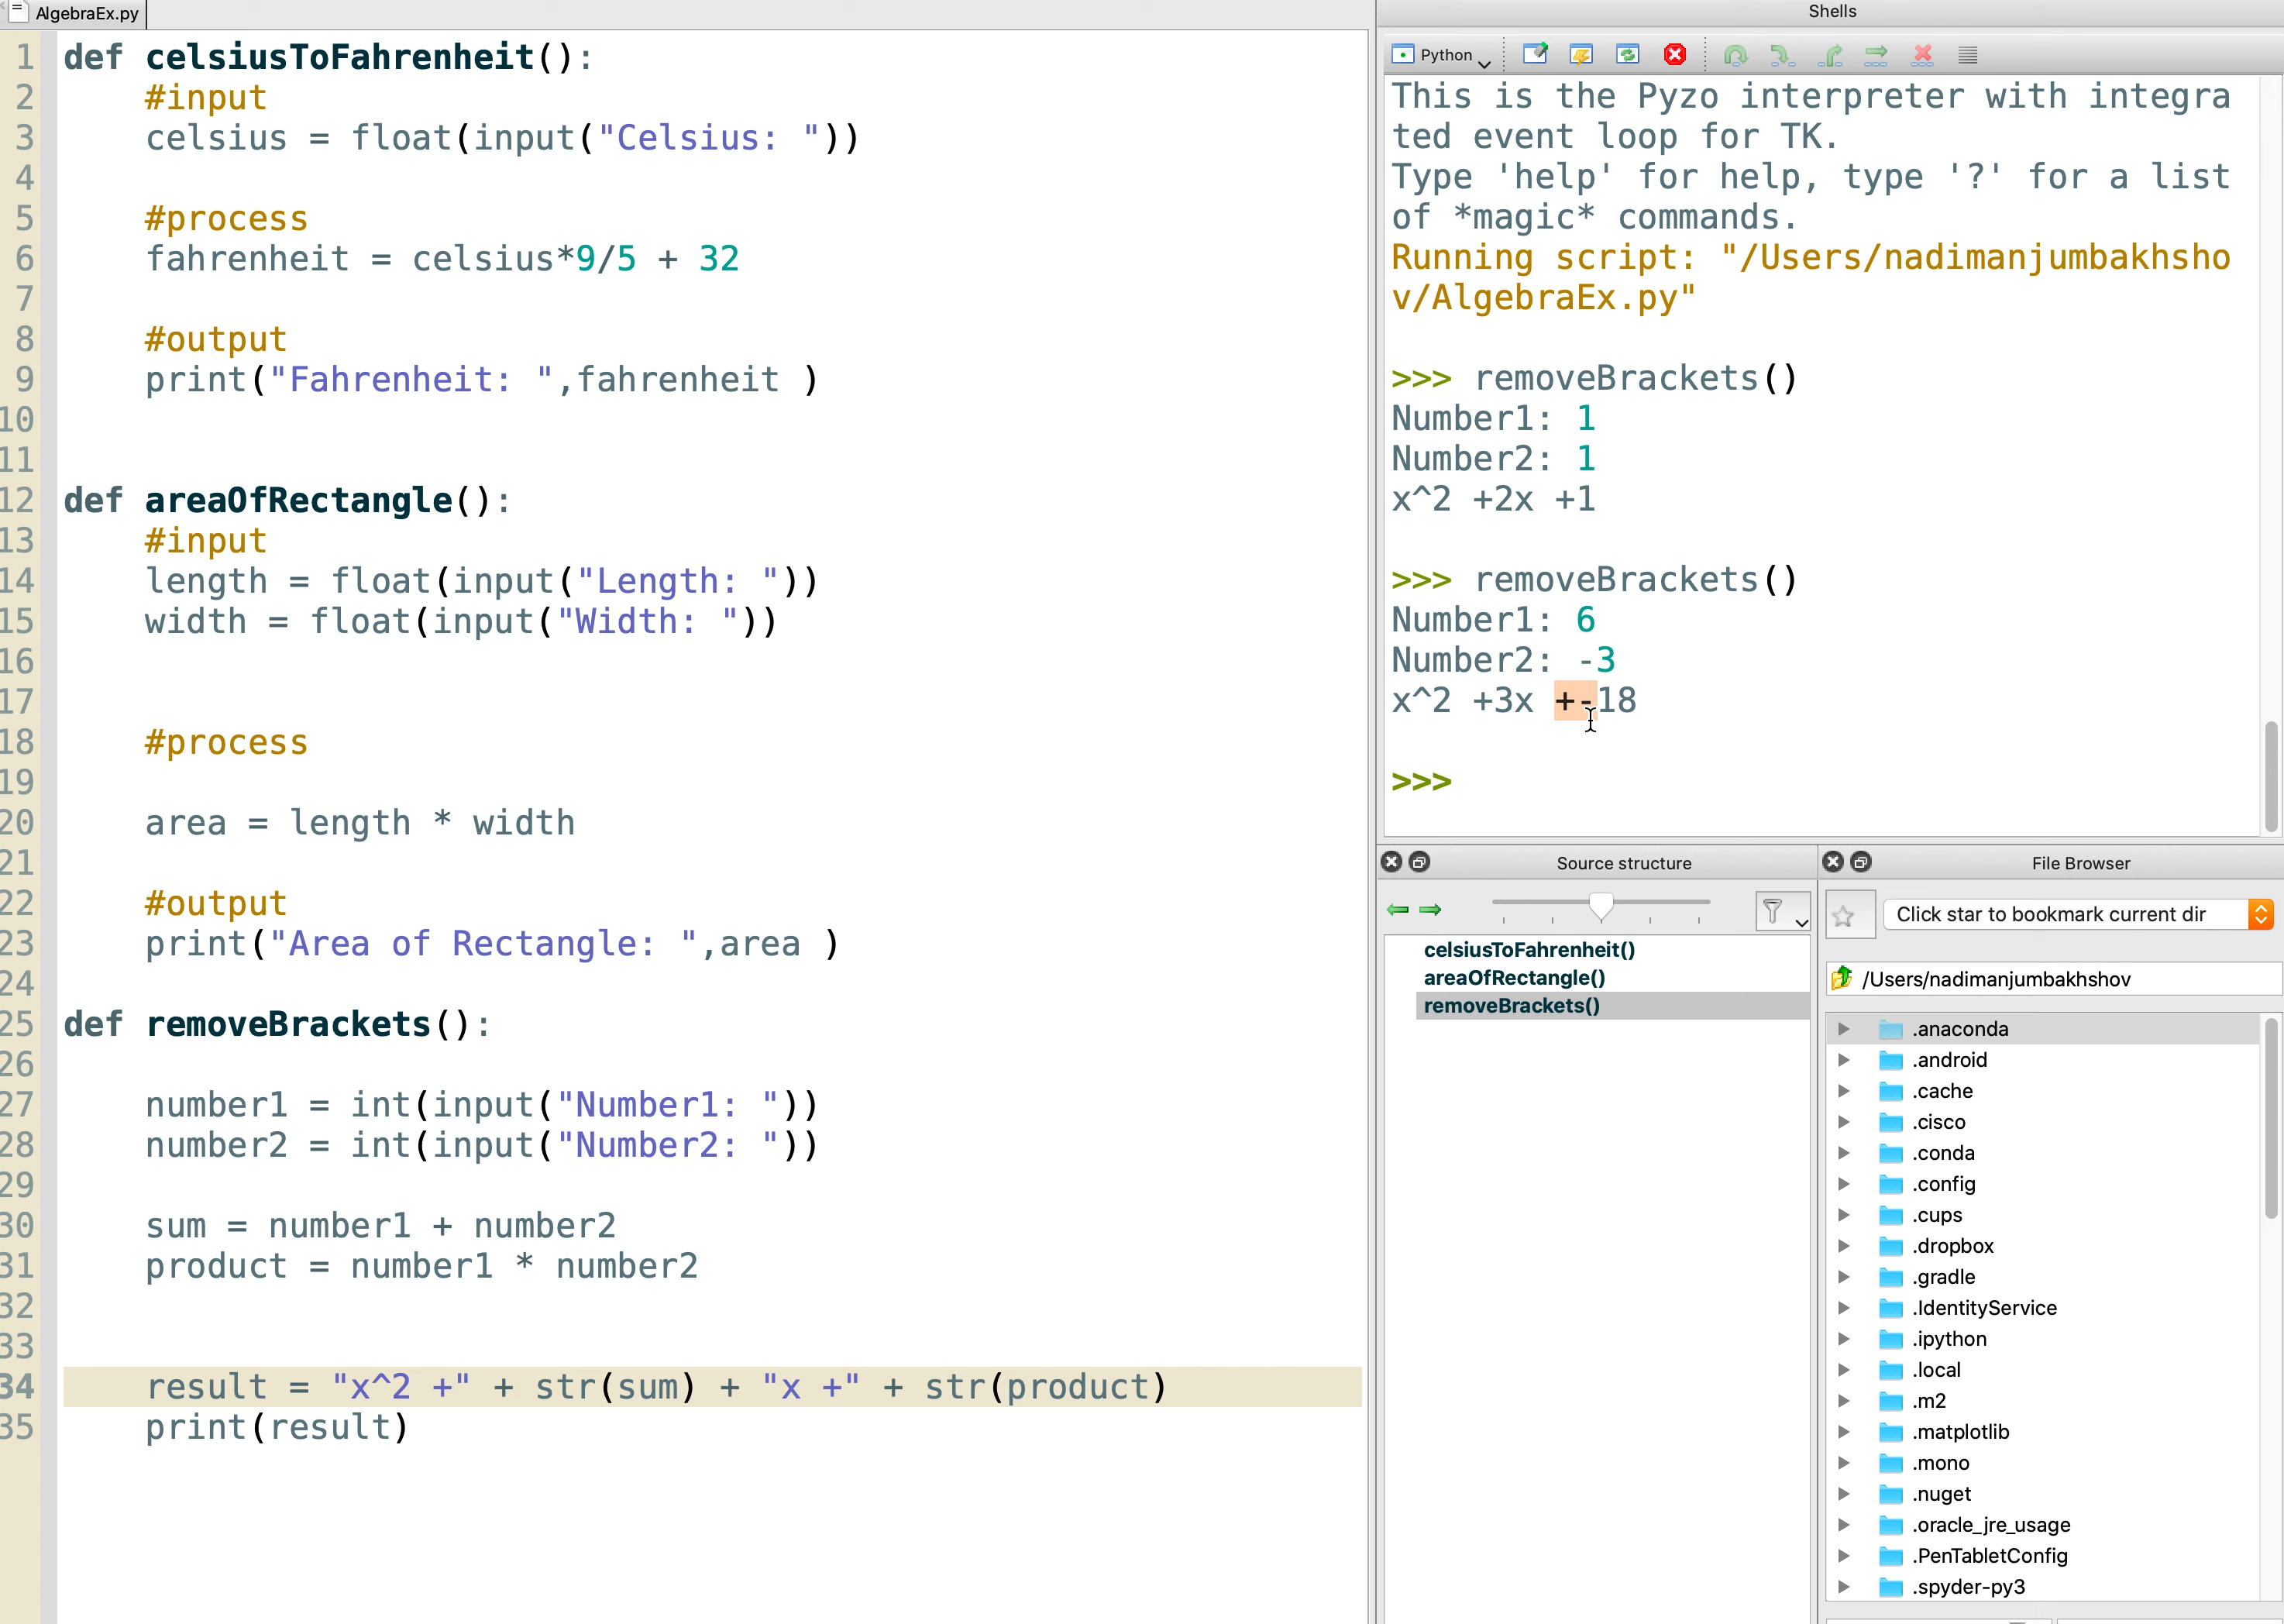 AlgebraEx.py
1 def celsiusToFahrenheit():
2 #input
3 celsius = float(input("Celsius: "))
4
5 #process
6 fahrenheit = celsius*9/5 + 32
7
8 #output
9 print("Fahrenheit: ",fahrenheit )
10
11
12 def areaOfRectangle():
13 #input
14 length = float(input("Length: "))
15 width = float(input("Width: "))
16
17
18 #process
19
20 area = length * width
21
22 #output
23 print("Area of Rectangle: ",area )
24
25 def removeBrackets():
26
27 number1 = int(input("Number1: "))
28 number2 = int(input("Number2: "))
29
30 sum = number1 + number2
31 product = number1 * number2
32
33
34 result = "x^2 +" + str(sum) + "x +" + str(product)
35 print(result)
Shells
Python
This is the Pyzo interpreter with integra
ted event loop for TK.
Type 'help' for help, type '?' for a list
of *magic* commands.
Running script: "/Users/nadimanjumbakhsho
v/AlgebraEx.py"
>>> removeBrackets()
Number1: 1
Number2: 1
x^2 +2x +1
>>> removeBrackets()
Number1: 6
Number2: -3
x^2 +3x +-18
>>>
Source structure
celsiusToFahrenheit()
areaOfRectangle()
removeBrackets()
File Browser
Click star to bookmark current dir
/Users/nadimanjumbakhshov
.anaconda
.android
.cache
.cisco
.conda
.config
.cups
.dropbox
.gradle
.IdentityService
.ipython
.local
.m2
.matplotlib
.mono
.nuget
.oracle_jre_usage
.PenTabletConfig
.spyder-py3